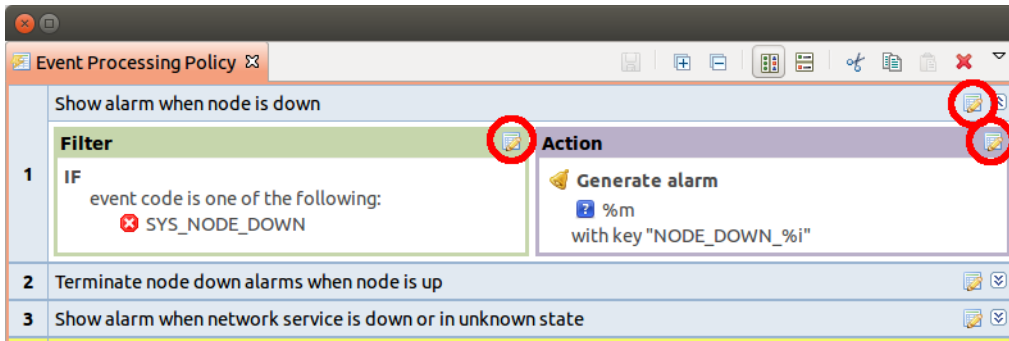 Event Processing Policy
Show alarm when node is down
Filter
Action
1
IF
event code is one of the following:
SYS_NODE_DOWN
Generate alarm
%m
with key "NODE_DOWN_%i"
2 Terminate node down alarms when node is up
3 Show alarm when network service is down or in unknown state